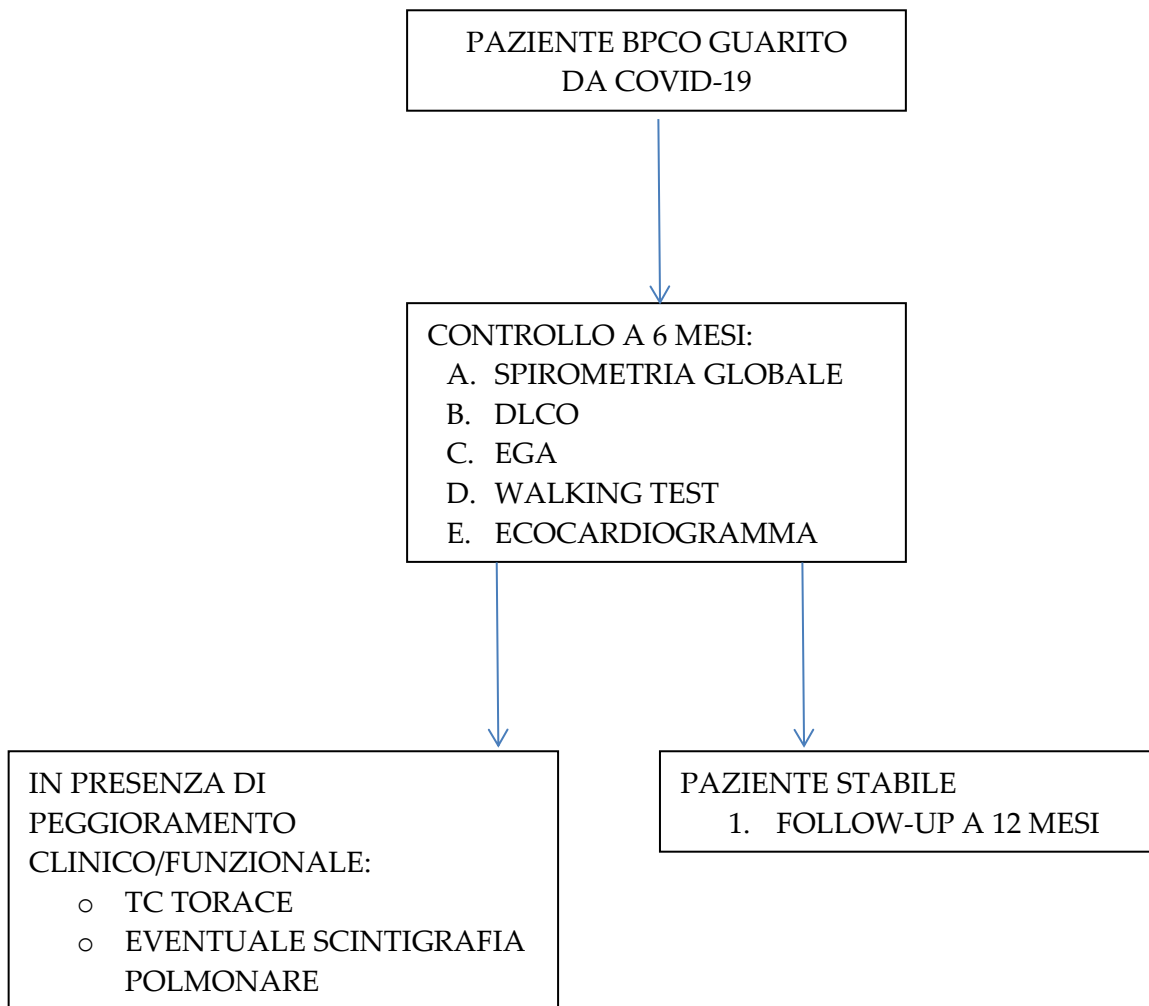 PAZIENTE BPCO GUARITO
DA COVID-19
CONTROLLO A 6 MESI:
A. SPIROMETRIA GLOBALE
B. DLCO
C. EGA
D. WALKING TEST
E. ECOCARDIOGRAMMA
IN PRESENZA DI
PEGGIORAMENTO
CLINICO/FUNZIONALE:
o TC TORACE
o EVENTUALE SCINTIGRAFIA
POLMONARE
PAZIENTE STABILE
1. FOLLOW-UP A 12 MESI